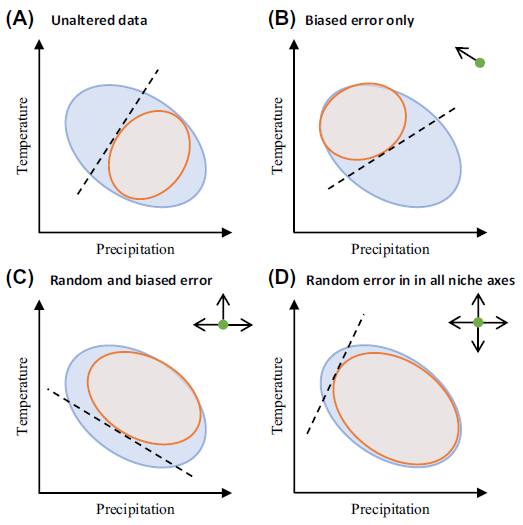 (A) Unaltered data
(B) Biased error only
Temperature
Temperature
Precipitation
Precipitation
(C) Random and biased error
(D) Random error in in all niche axes
Temperature
Temperature
Precipitation
Precipitation